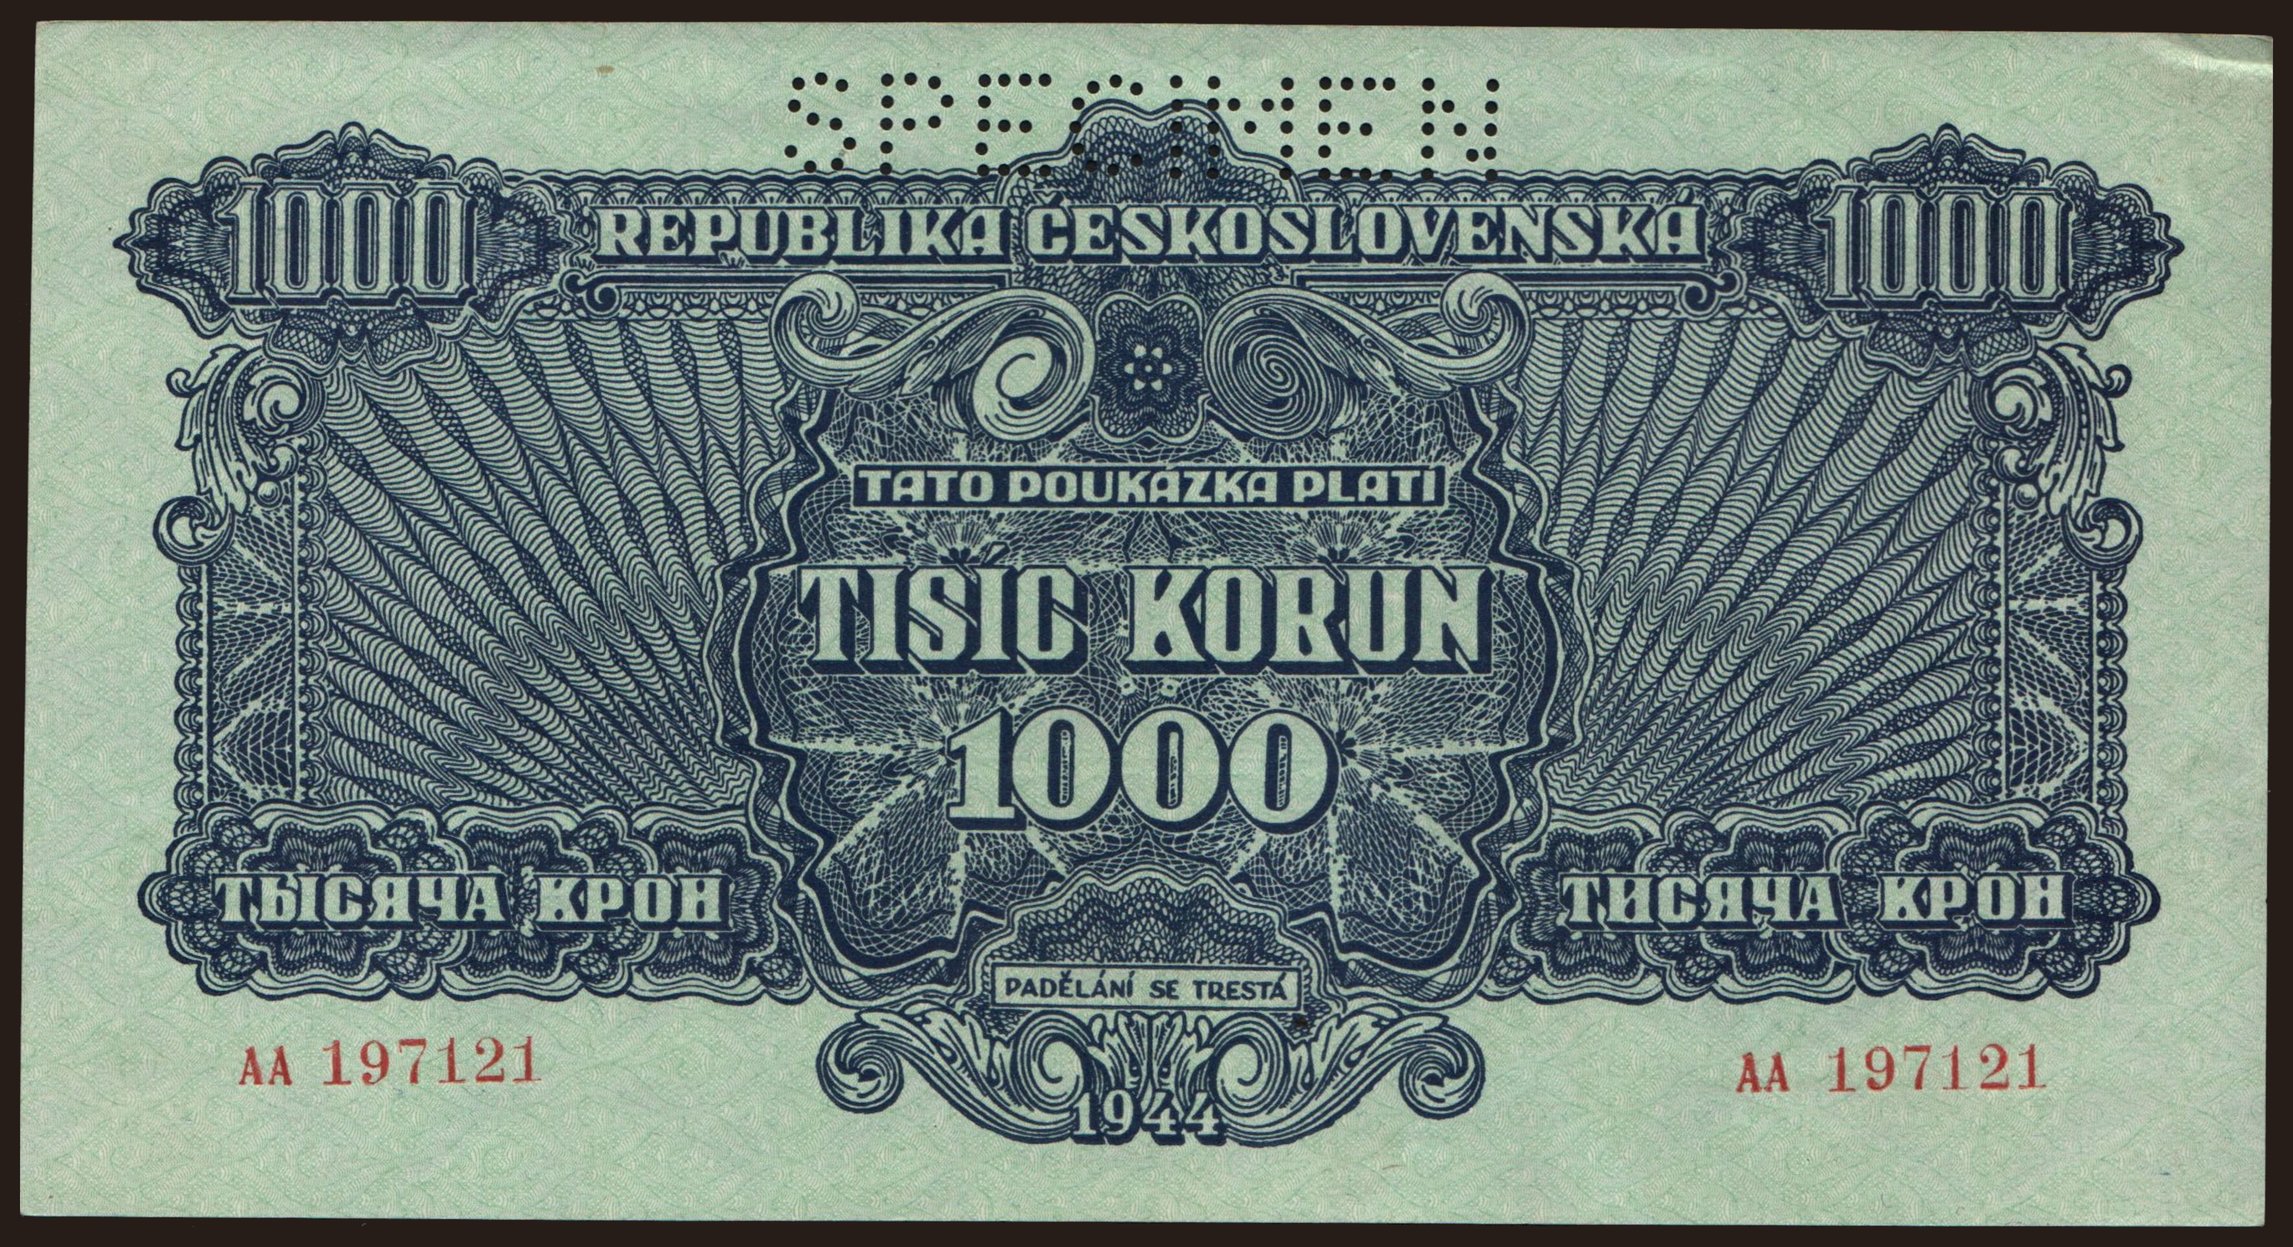 SPECIMEN
1000 REPUBLIKA ČESKOSLOVENSKÁ 1000
TATO POUKÁZKA PLATÍ
TISÍC KORUN
1000
ТЫСЯЧА КРОН
ТИСЯЧА КРОН
PADĚLÁNÍ SE TRESTÁ
AA 197121
AA 197121
1944